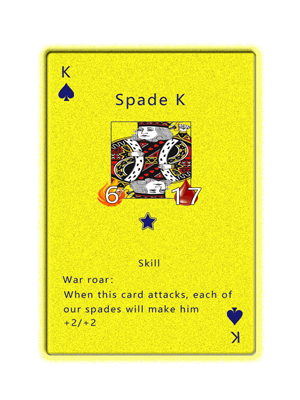 K
Spade K
6 17
Skill
War roar:
When this card attacks, each of
our spades will make him
+2/+2
K